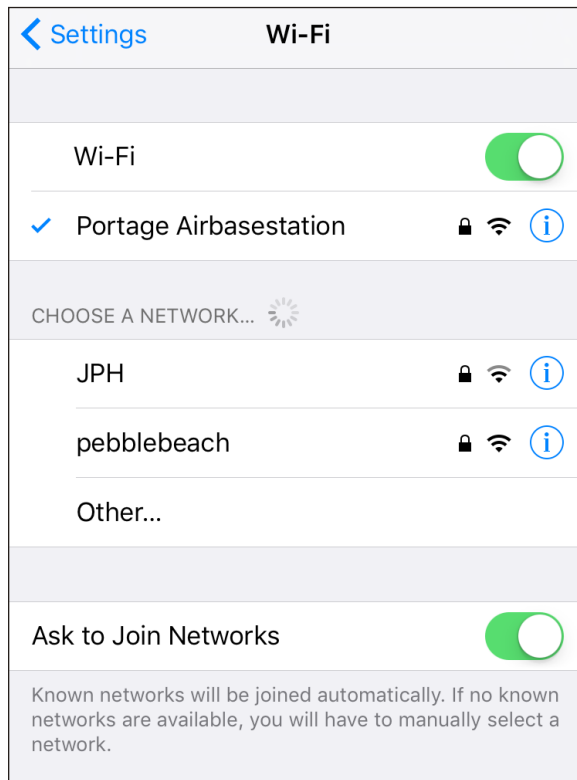 Settings
Wi-Fi
Wi-Fi
Portage Airbasestation
CHOOSE A NETWORK...
JPH
pebblebeach
Other...
Ask to Join Networks
Known networks will be joined automatically. If no known
networks are available, you will have to manually select a
network.